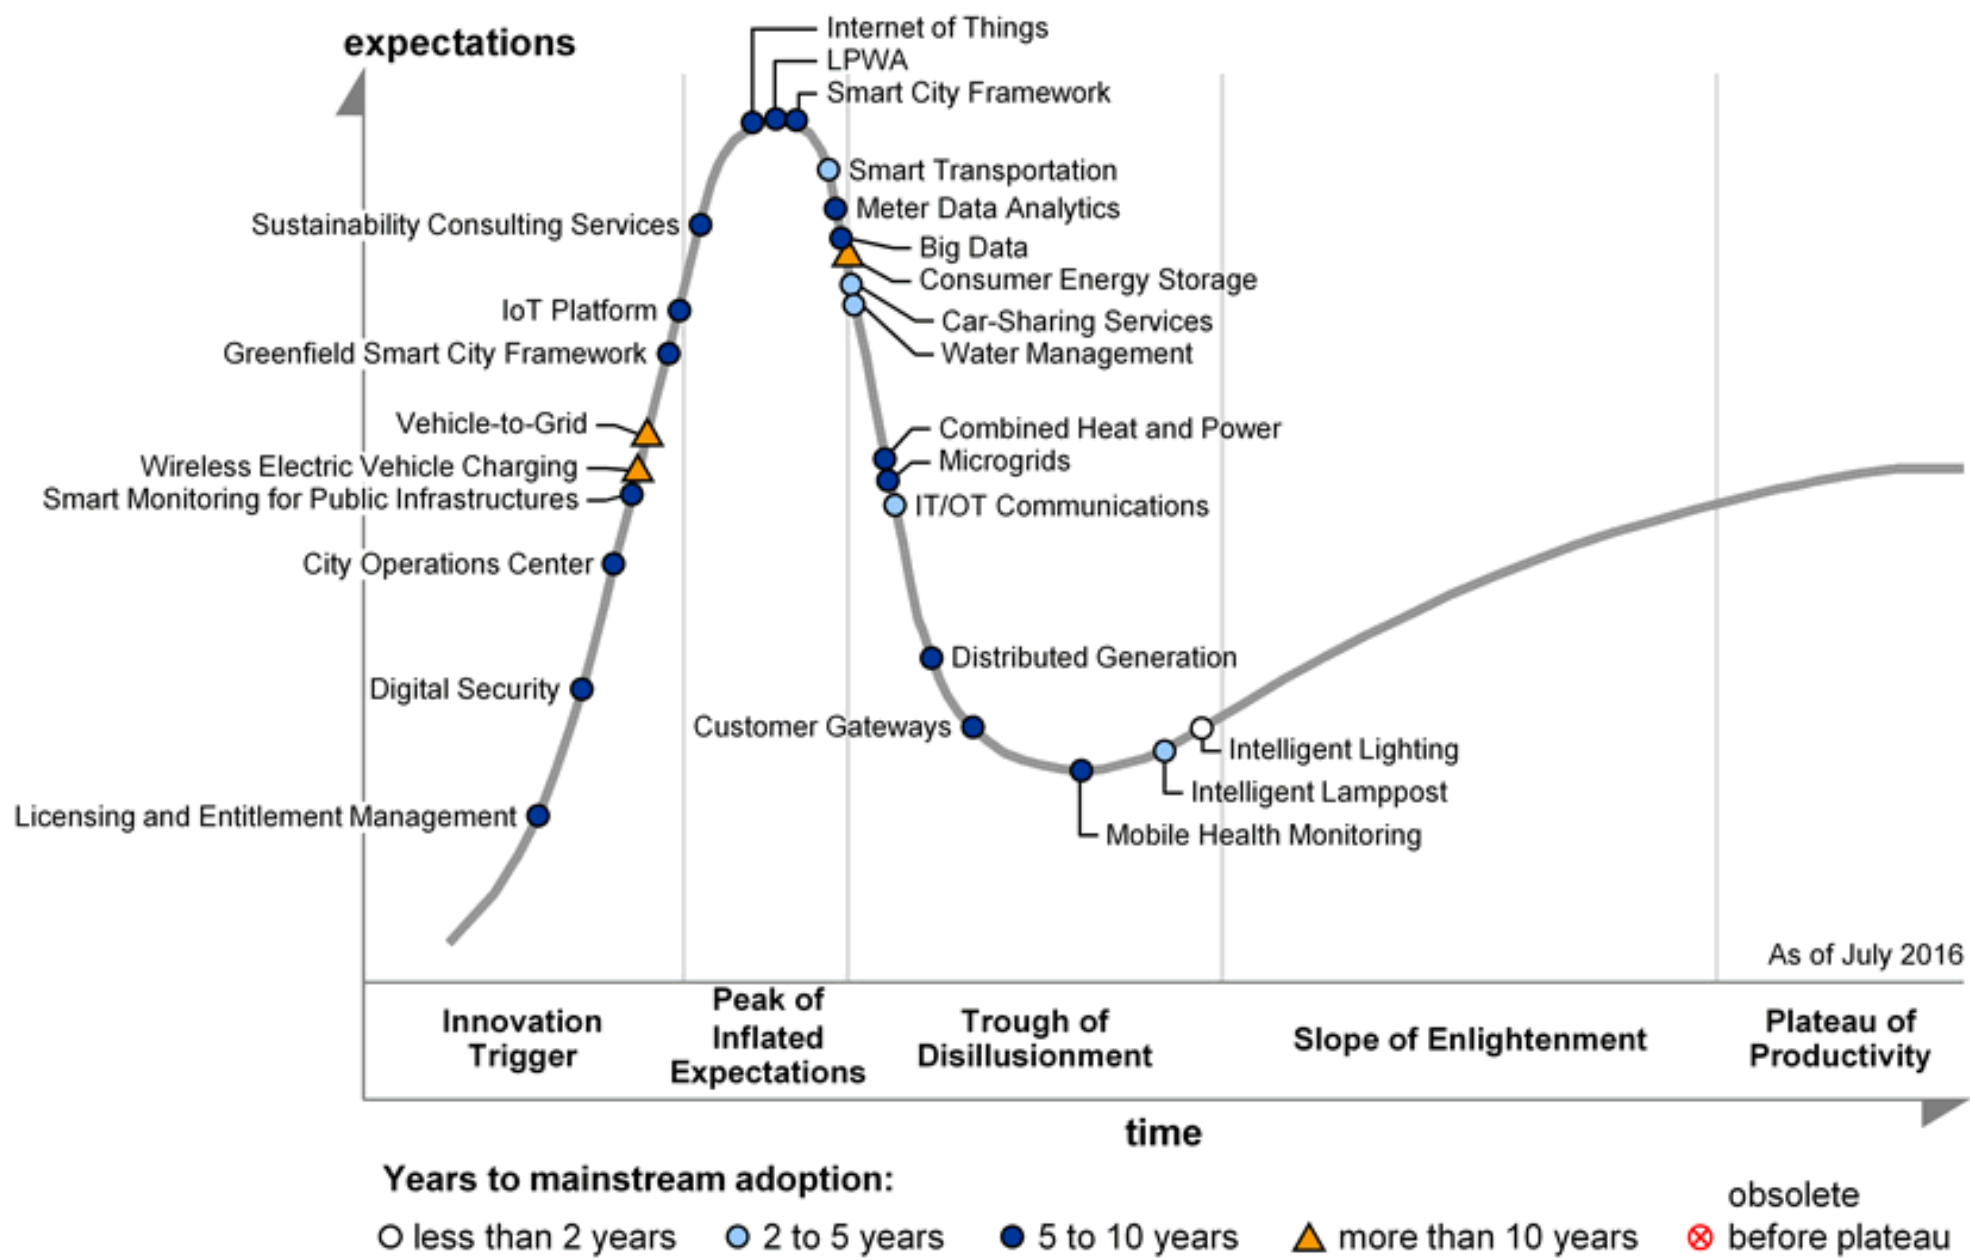 expectations
Internet of Things
LPWA
Smart City Framework
Smart Transportation
Meter Data Analytics
Sustainability Consulting Services
Big Data
Consumer Energy Storage
IoT Platform
Car-Sharing Services
Greenfield Smart City Framework
Water Management
Vehicle-to-Grid
Combined Heat and Power
Wireless Electric Vehicle Charging
Microgrids
Smart Monitoring for Public Infrastructures
IT/OT Communications
City Operations Center
Distributed Generation
Digital Security
Customer Gateways
Intelligent Lighting
Intelligent Lamppost
Licensing and Entitlement Management
Mobile Health Monitoring
As of July 2016
Innovation
Trigger
Peak of
Inflated
Expectations
Trough of
Disillusionment
Slope of Enlightenment
Plateau of
Productivity
time
Years to mainstream adoption:
less than 2 years
2 to 5 years
5 to 10 years
more than 10 years
obsolete
before plateau